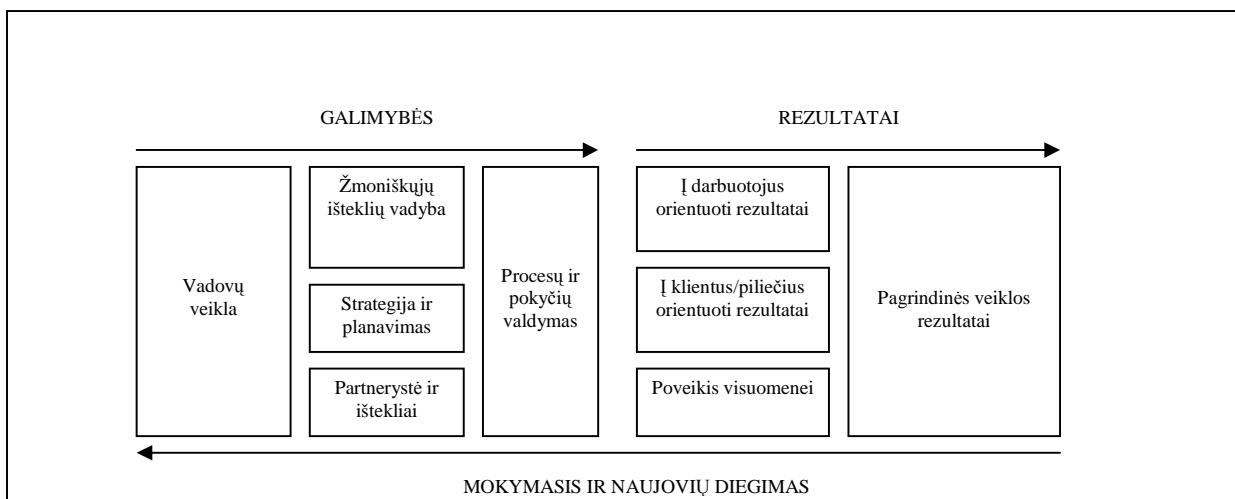 GALIMYBĖS
REZULTATAI
Vadovų
veikla
Žmoniškųjų
išteklių vadyba
Strategija ir
planavimas
Partnerystė ir
ištekliai
Procesų ir
pokyčių
valdymas
Į darbuotojus
orientuoti rezultatai
Į klientus/piliečius
orientuoti rezultatai
Poveikis visuomenei
Pagrindinės veiklos
rezultatai
MOKYMASIS IR NAUJOVIŲ DIEGIMAS